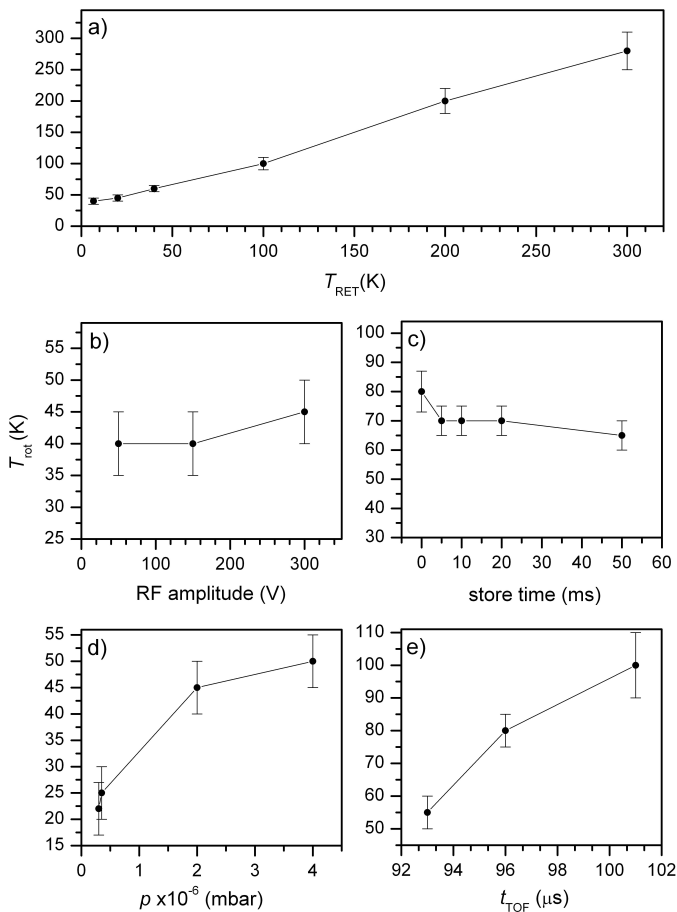 a)
300
250
200
150
100
50
0
0 50 100 150 200 250 300
T_RET(K)
T_rot (K)
b)
55
50
45
40
35
30
25
0 100 200 300
RF amplitude (V)
c)
100
90
80
70
60
50
40
30
0 10 20 30 40 50 60
store time (ms)
d)
55
50
45
40
35
30
25
20
15
0 1 2 3 4
p x10⁻⁶ (mbar)
e)
110
100
90
80
70
60
50
92 94 96 98 100 102
t_TOF (μs)